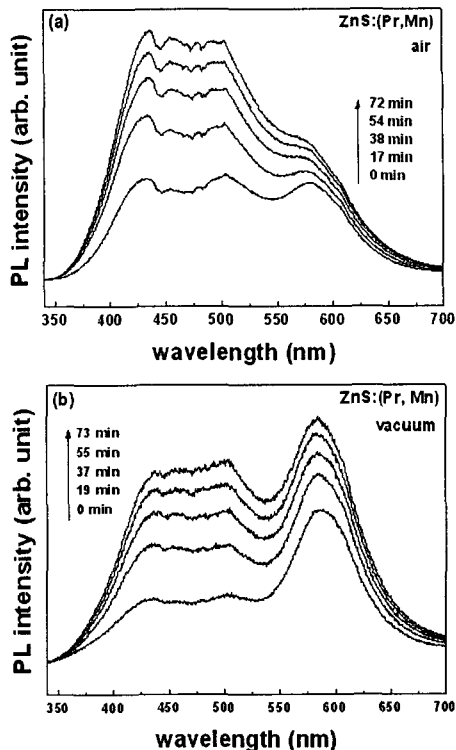 (a)
ZnS:(Pr,Mn)
air
72 min
54 min
38 min
17 min
0 min
PL intensity (arb. unit)
350 400 450 500 550 600 650 700
wavelength (nm)
(b)
ZnS:(Pr, Mn)
vacuum
73 min
55 min
37 min
19 min
0 min
PL intensity (arb. unit)
350 400 450 500 550 600 650 700
wavelength (nm)